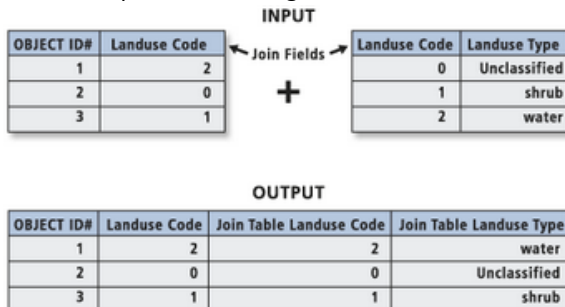 INPUT
OBJECT ID# Landuse Code Join Fields Landuse Code Landuse Type
1 2 0 Unclassified
2 0 + 1 shrub
3 1 2 water
OUTPUT
OBJECT ID# Landuse Code Join Table Landuse Code Join Table Landuse Type
1 2 2 water
2 0 0 Unclassified
3 1 1 shrub